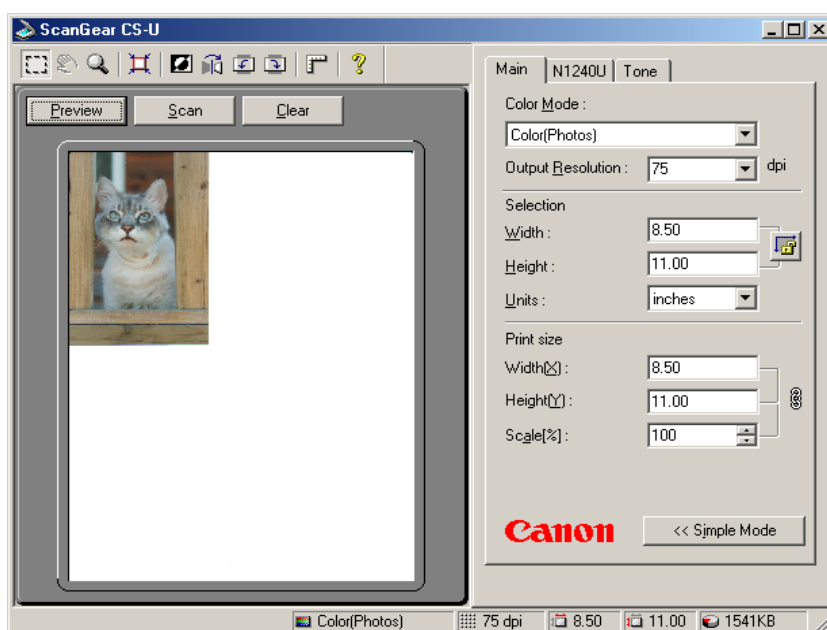 ScanGear CS-U
Preview
Scan
Clear
Main
N1240U
Tone
Color Mode :
Color(Photos)
Output Resolution :
75
dpi
Selection
Width :
8.50
Height :
11.00
Units :
inches
Print size
Width(X) :
8.50
Height(Y) :
11.00
Scale[%] :
100
Canon
<< Simple Mode
Color(Photos)
75 dpi
8.50
11.00
1541KB